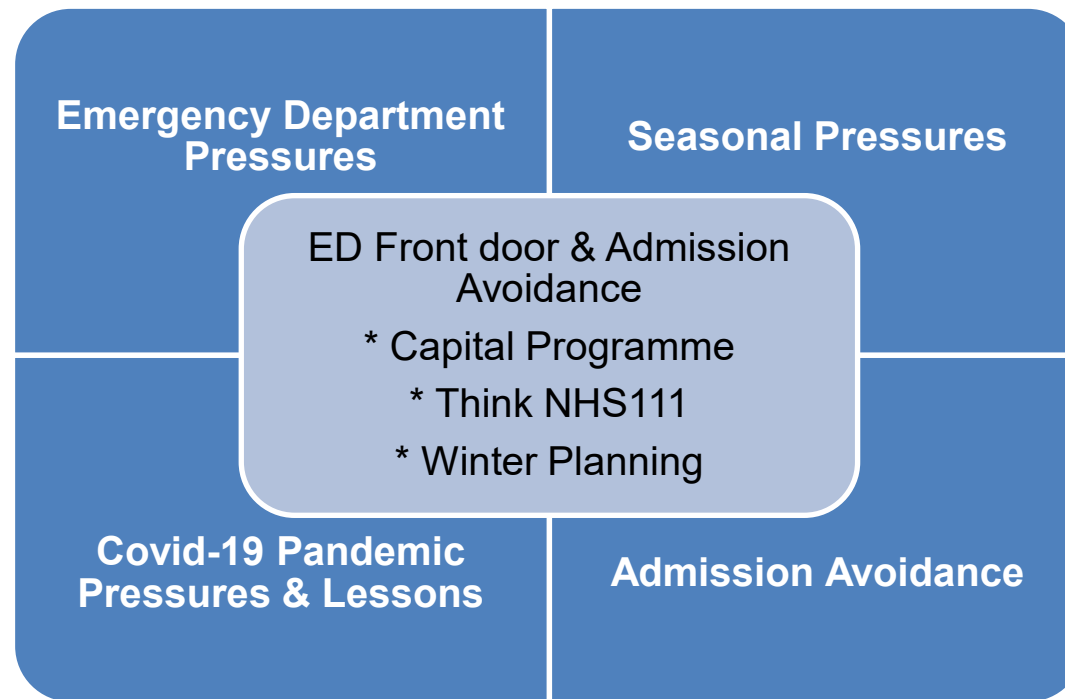 Emergency Department
Pressures
Seasonal Pressures
ED Front door & Admission
Avoidance
* Capital Programme
* Think NHS111
* Winter Planning
Covid-19 Pandemic
Pressures & Lessons
Admission Avoidance